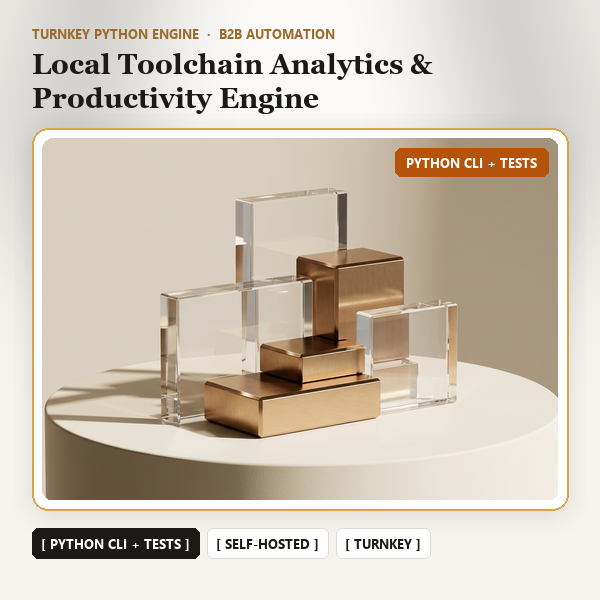 TURNKEY PYTHON ENGINE · B2B AUTOMATION
Local Toolchain Analytics &
Productivity Engine
PYTHON CLI + TESTS
[ PYTHON CLI + TESTS ]
[ SELF-HOSTED ]
[ TURNKEY ]